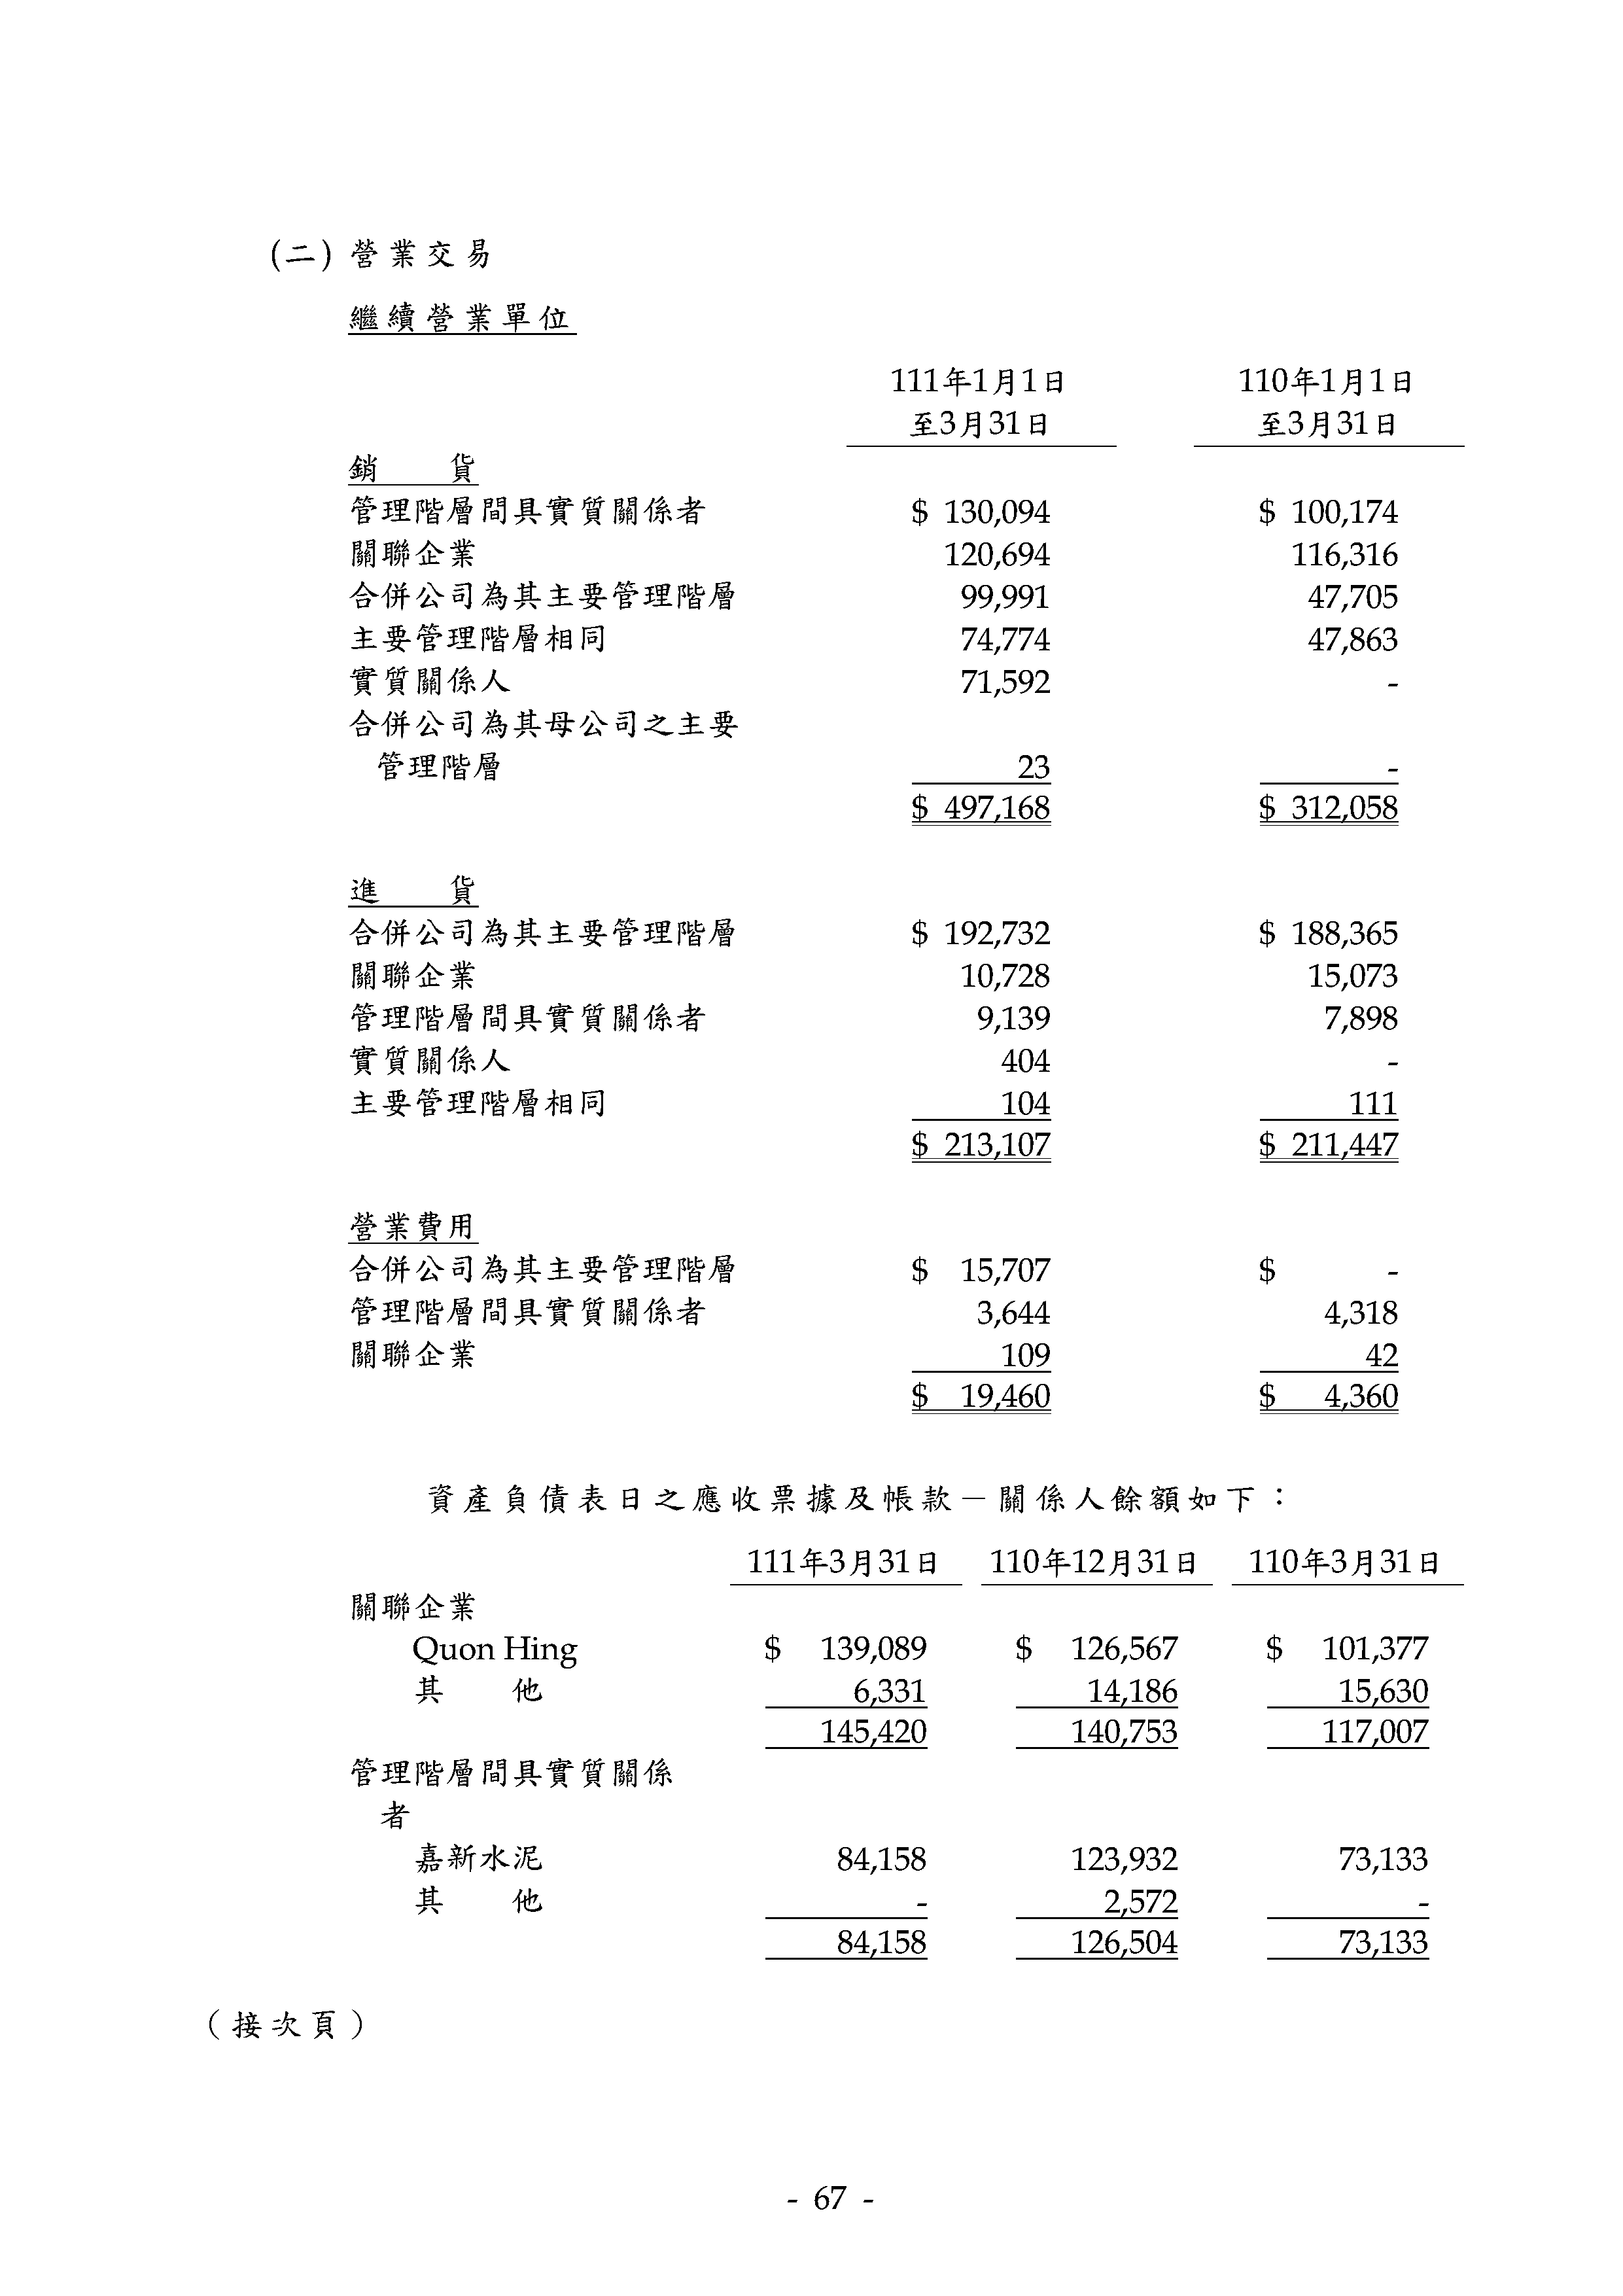 (二) 營業交易
繼續營業單位
111年1月1日 110年1月1日
至3月31日 至3月31日
銷 貨
管理階層間具實質關係者 $ 130,094 $ 100,174
關聯企業 120,694 116,316
合併公司為其主要管理階層 99,991 47,705
主要管理階層相同 74,774 47,863
實質關係人 71,592 -
合併公司為其母公司之主要
管理階層 23 -
$ 497,168 $ 312,058
進 貨
合併公司為其主要管理階層 $ 192,732 $ 188,365
關聯企業 10,728 15,073
管理階層間具實質關係者 9,139 7,898
實質關係人 404 -
主要管理階層相同 104 111
$ 213,107 $ 211,447
營業費用
合併公司為其主要管理階層 $ 15,707 $ -
管理階層間具實質關係者 3,644 4,318
關聯企業 109 42
$ 19,460 $ 4,360
資產負債表日之應收票據及帳款－關係人餘額如下：
111年3月31日 110年12月31日 110年3月31日
關聯企業
Quon Hing $ 139,089 $ 126,567 $ 101,377
其 他 6,331 14,186 15,630
145,420 140,753 117,007
管理階層間具實質關係
者
嘉新水泥 84,158 123,932 73,133
其 他 - 2,572 -
84,158 126,504 73,133
（接次頁）
- 67 -